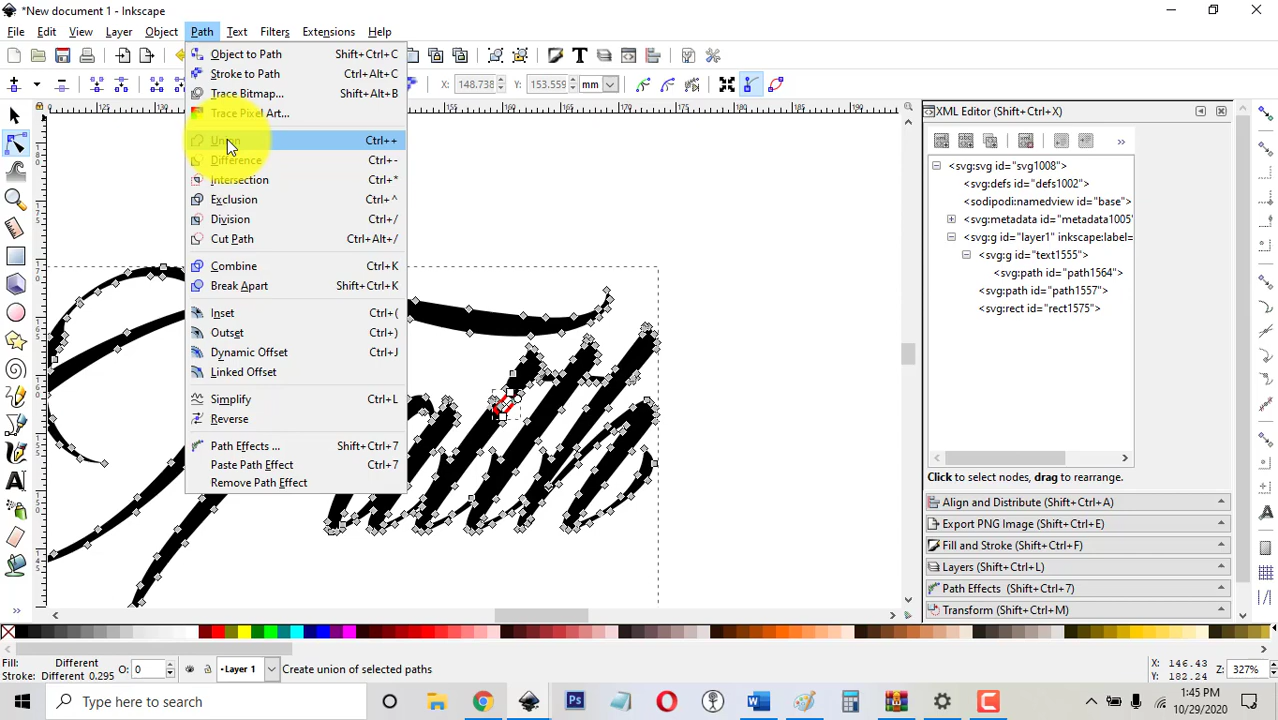 *New document 1 - Inkscape
File Edit View Layer Object Path Text Filters Extensions Help
X: 148.738 Y: 153.559 mm
Object to Path Shift+Ctrl+C
Stroke to Path Ctrl+Alt+C
Trace Bitmap... Shift+Alt+B
Trace Pixel Art...
Union Ctrl++
Difference Ctrl+-
Intersection Ctrl+*
Exclusion Ctrl+^
Division Ctrl+/
Cut Path Ctrl+Alt+/
Combine Ctrl+K
Break Apart Shift+Ctrl+K
Inset Ctrl+(
Outset Ctrl+)
Dynamic Offset Ctrl+J
Linked Offset
Simplify Ctrl+L
Reverse
Path Effects ... Shift+Ctrl+7
Paste Path Effect Ctrl+7
Remove Path Effect
XML Editor (Shift+Ctrl+X)
<svg:svg id="svg1008">
<svg:defs id="defs1002">
<sodipodi:namedview id="base">
<svg:metadata id="metadata1005"
<svg:g id="layer1" inkscape:label=
<svg:g id="text1555">
<svg:path id="path1564">
<svg:path id="path1557">
<svg:rect id="rect1575">
Click to select nodes, drag to rearrange.
Align and Distribute (Shift+Ctrl+A)
Export PNG Image (Shift+Ctrl+E)
Fill and Stroke (Shift+Ctrl+F)
Layers (Shift+Ctrl+L)
Path Effects (Shift+Ctrl+7)
Transform (Shift+Ctrl+M)
Fill: Different
Stroke: Different 0.295
O: 0
Layer 1
Create union of selected paths
X: 146.43
Y: 182.24
Z: 327%
Type here to search
1:45 PM
10/29/2020